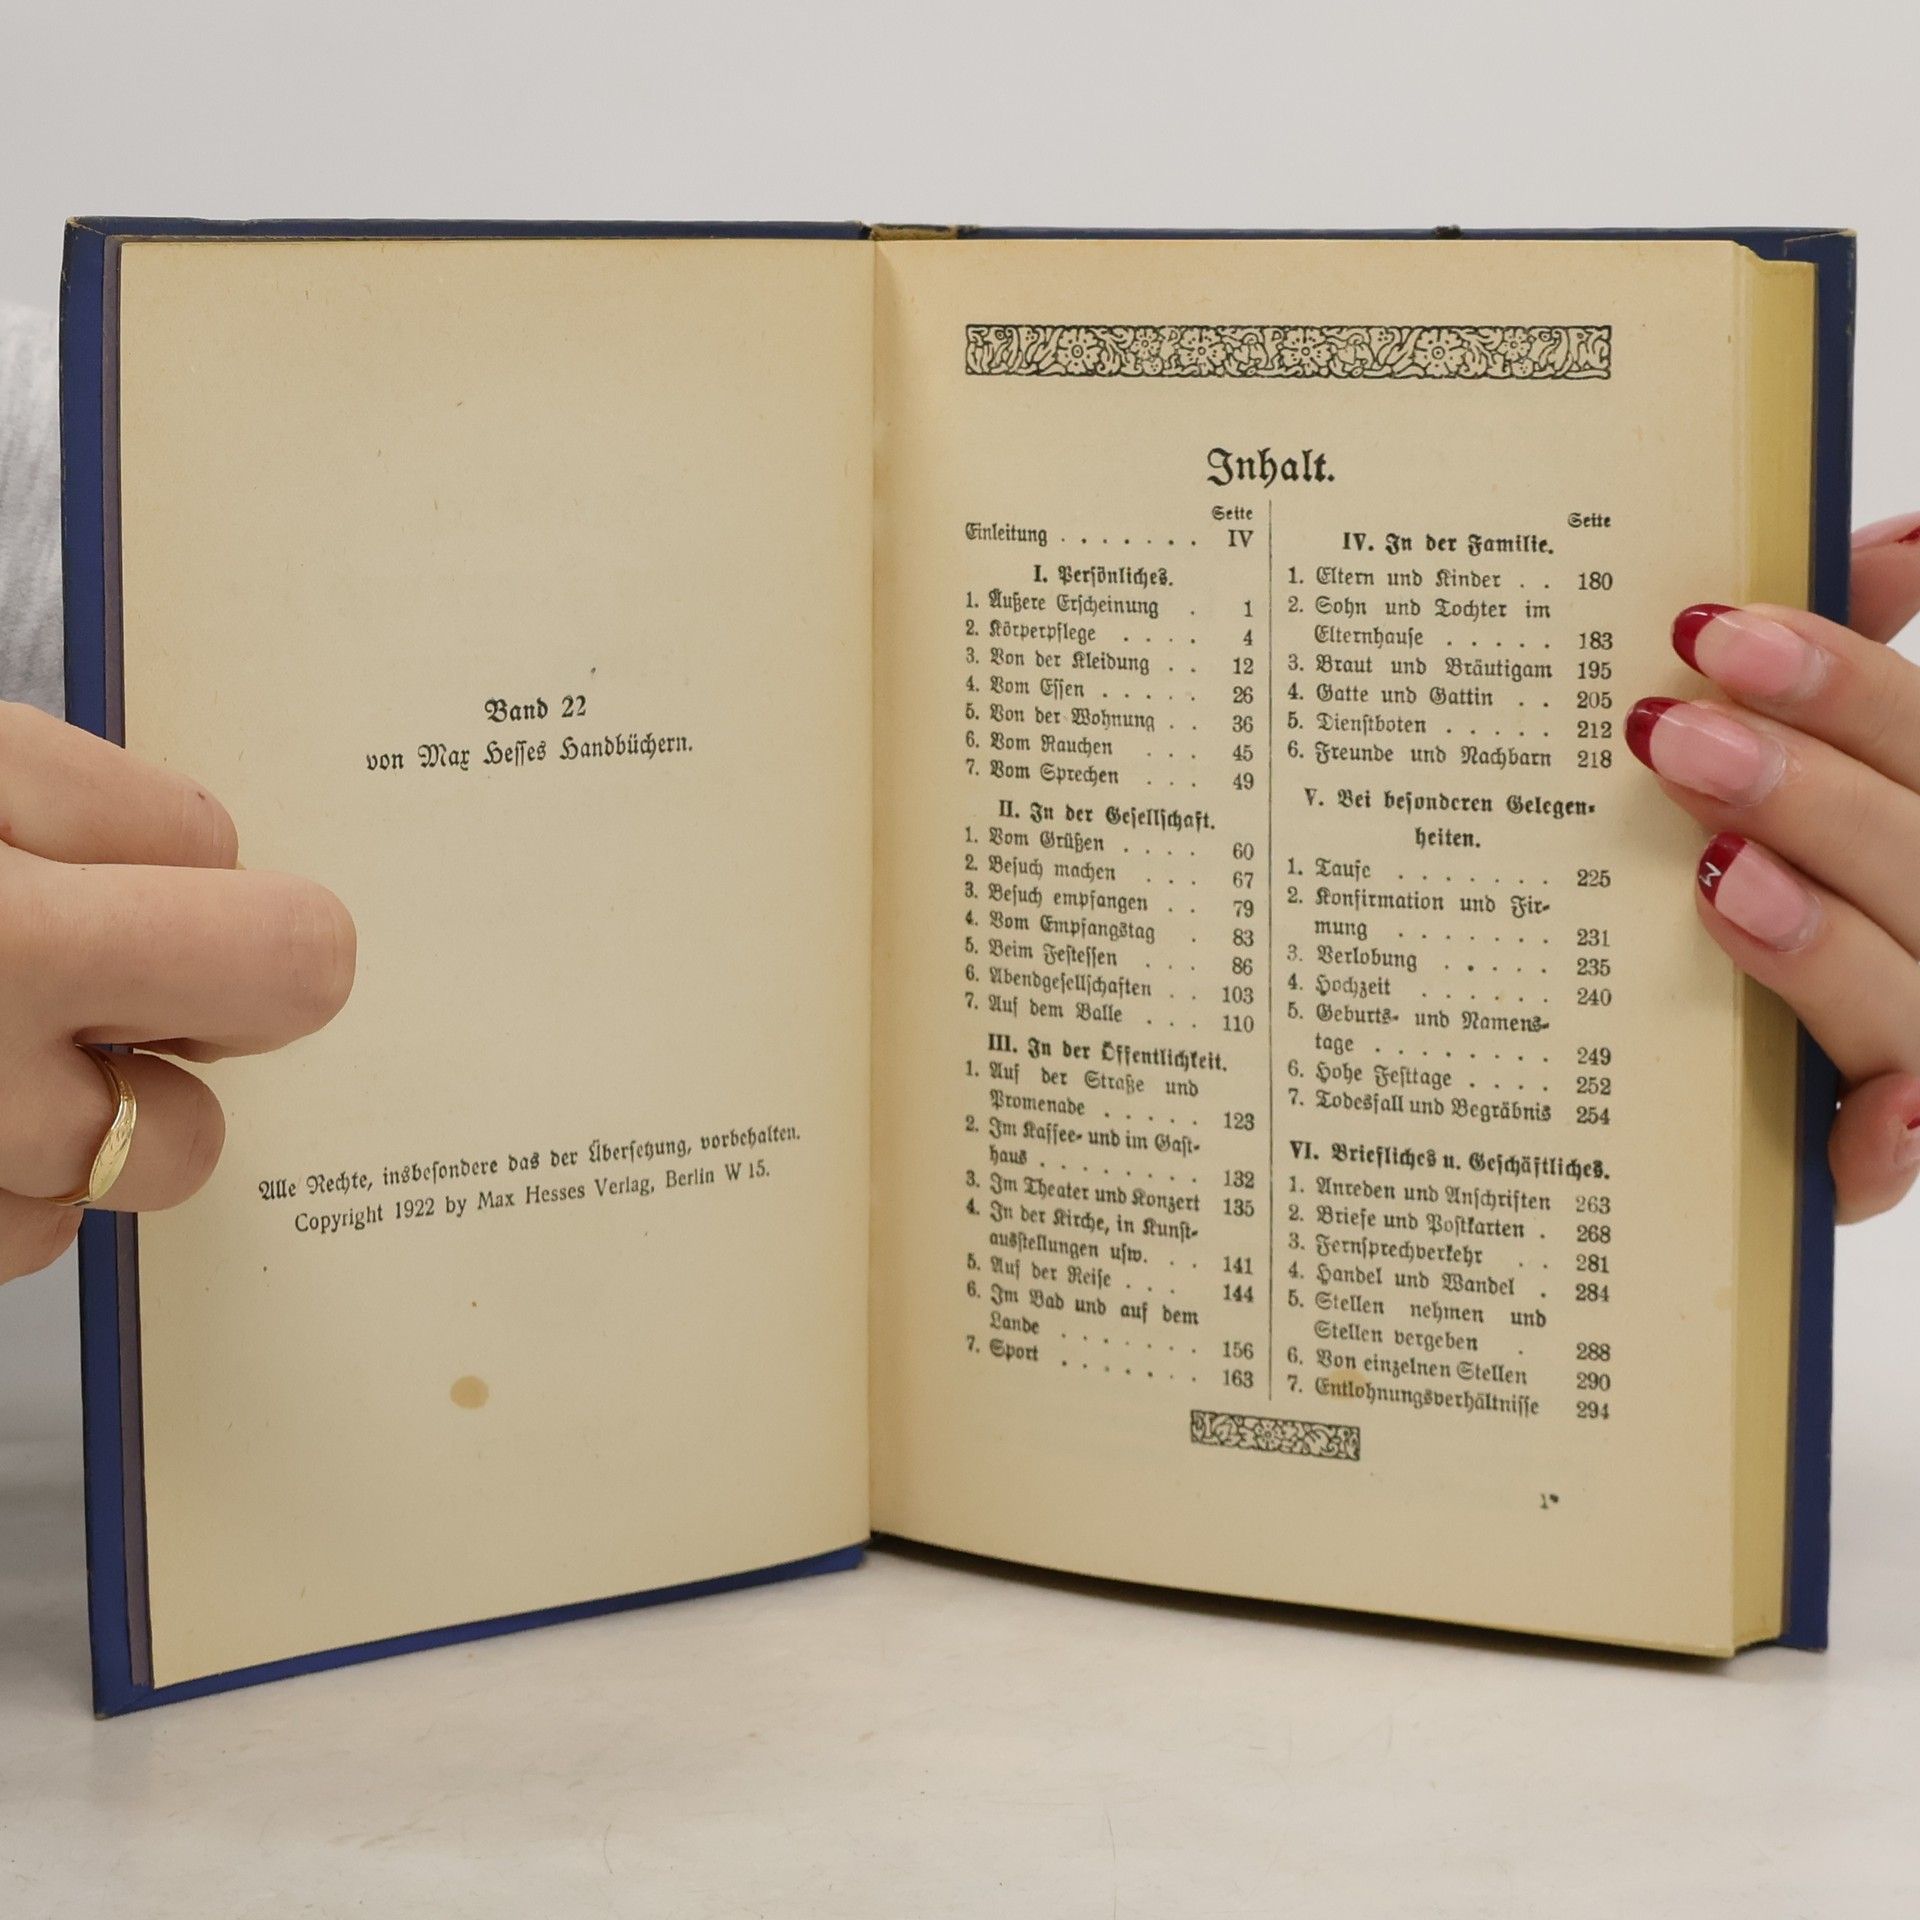 Band 22
von Max Hesses Handbüchern.
Alle Rechte, insbesondere das der Übersetzung, vorbehalten.
Copyright 1922 by Max Hesses Verlag, Berlin W 15.
Inhalt.
Seite
Einleitung . . . . . . . IV
I. Persönliches.
1. Äußere Erscheinung . 1
2. Körperpflege . . . . 4
3. Von der Kleidung . . 12
4. Vom Essen . . . . . 26
5. Von der Wohnung . . 36
6. Vom Rauchen . . . 45
7. Vom Sprechen . . . 49
II. In der Gesellschaft.
1. Vom Grüßen . . . . 60
2. Besuch machen . . . 67
3. Besuch empfangen . . 79
4. Vom Empfangstag . 83
5. Beim Festessen . . . 86
6. Abendgesellschaften . . 103
7. Auf dem Balle . . . 110
III. In der Öffentlichkeit.
1. Auf der Straße und
Promenade . . . . . 123
2. Im Kaffee- und im Gast-
haus . . . . . . . 132
3. Im Theater und Konzert 135
4. In der Kirche, in Kunst-
ausstellungen usw. . . 141
5. Auf der Reise . . . 144
6. Im Bad und auf dem
Lande . . . . . . 156
7. Sport . . . . . . 163
Seite
IV. In der Familie.
1. Eltern und Kinder . . 180
2. Sohn und Tochter im
Elternhause . . . . . 183
3. Braut und Bräutigam 195
4. Gatte und Gattin . . 205
5. Dienstboten . . . . . 212
6. Freunde und Nachbarn 218
V. Bei besonderen Gelegen-
heiten.
1. Taufe . . . . . . . 225
2. Konfirmation und Fir-
mung . . . . . . . 231
3. Verlobung . . . . . 235
4. Hochzeit . . . . . . 240
5. Geburts- und Namens-
tage . . . . . . . . 249
6. Hohe Festtage . . . . 252
7. Todesfall und Begräbnis 254
VI. Briefliches u. Geschäftliches.
1. Anreden und Anschriften 263
2. Briefe und Postkarten . 268
3. Fernsprechverkehr . . 281
4. Handel und Wandel . 284
5. Stellen nehmen und
Stellen vergeben . 288
6. Von einzelnen Stellen 290
7. Entlohnungsverhältnisse 294
1*